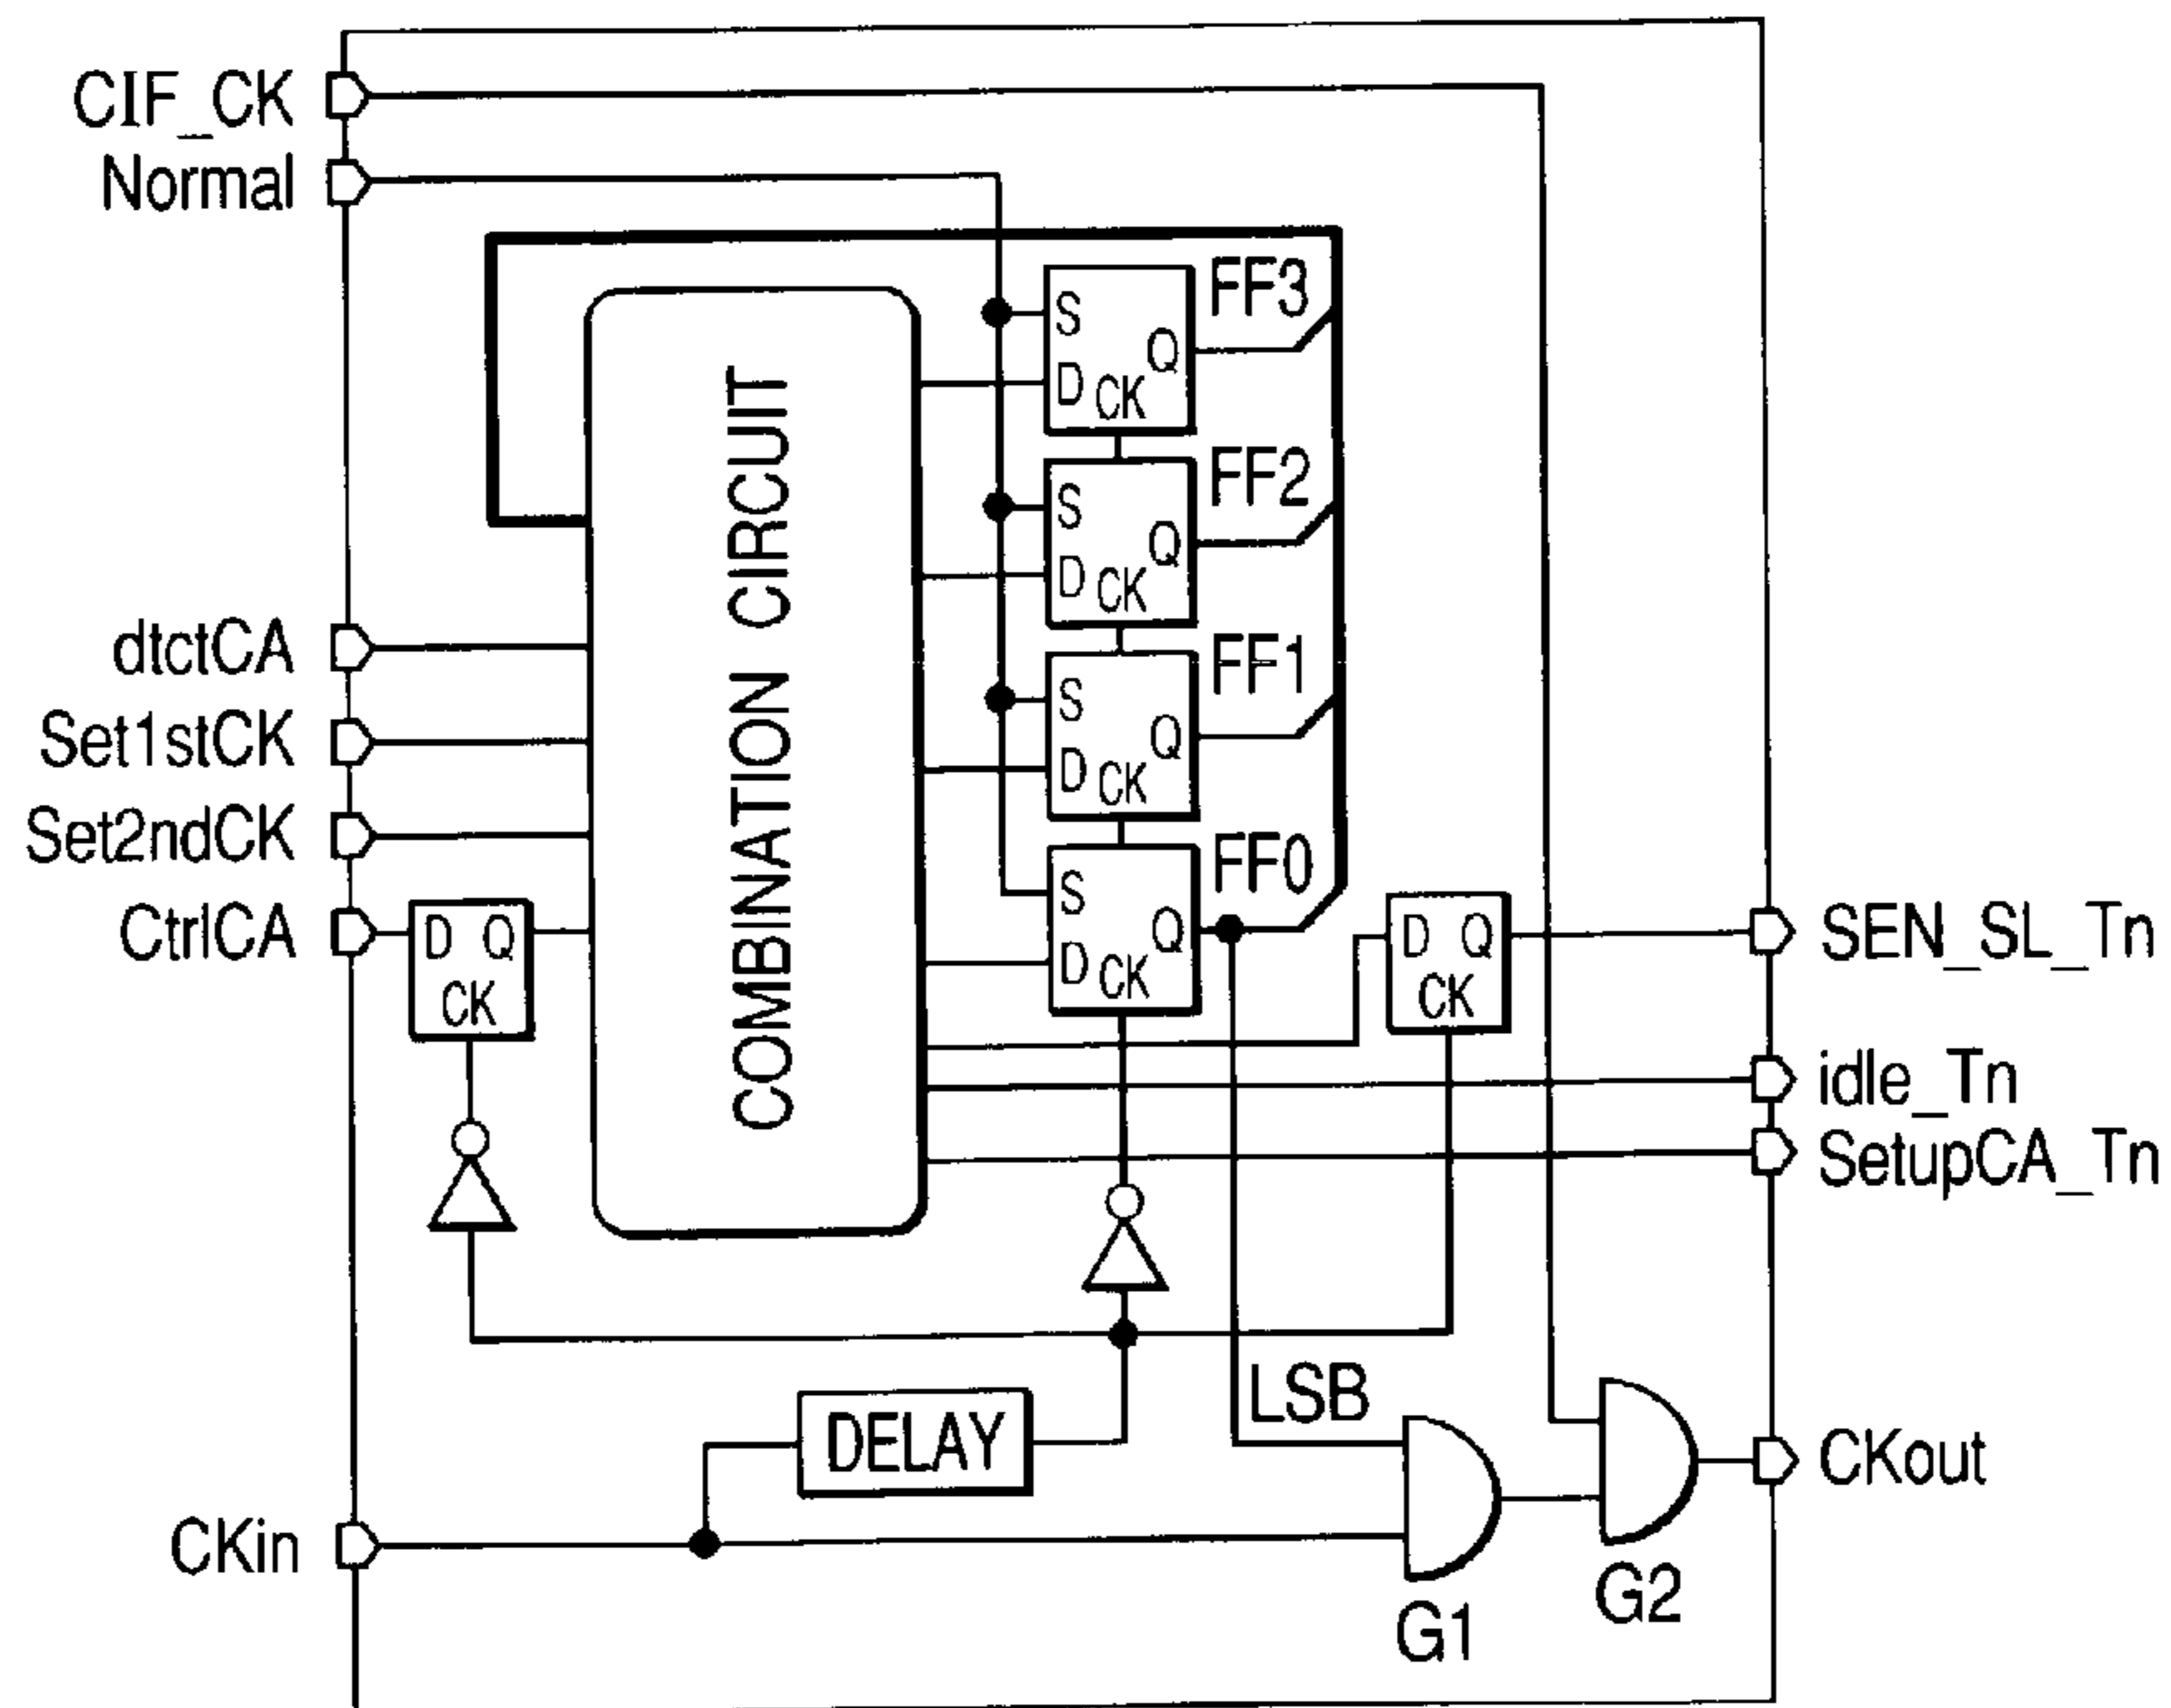 CIF_CK
Normal
dtctCA
Set1stCK
Set2ndCK
CtrlCA
D Q
CK
COMBINATION CIRCUIT
S
D
CK
Q
FF3
S
D
CK
Q
FF2
S
D
CK
Q
FF1
S
D
CK
Q
FF0
D Q
CK
SEN_SL_Tn
idle_Tn
SetupCA_Tn
LSB
DELAY
CKout
CKin
G1
G2